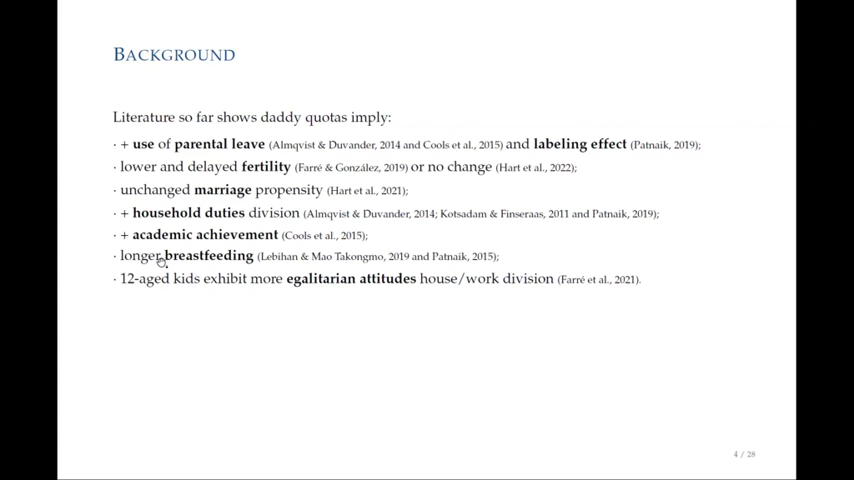 BACKGROUND
Literature so far shows daddy quotas imply:
· + use of parental leave (Almqvist & Duvander, 2014 and Cools et al., 2015) and labeling effect (Patnaik, 2019);
· lower and delayed fertility (Farré & González, 2019) or no change (Hart et al., 2022);
· unchanged marriage propensity (Hart et al., 2021);
· + household duties division (Almqvist & Duvander, 2014; Kotsadam & Finseraas, 2011 and Patnaik, 2019);
· + academic achievement (Cools et al., 2015);
· longer breastfeeding (Lebihan & Mao Takongmo, 2019 and Patnaik, 2015);
· 12-aged kids exhibit more egalitarian attitudes house/work division (Farré et al., 2021).
4 / 28